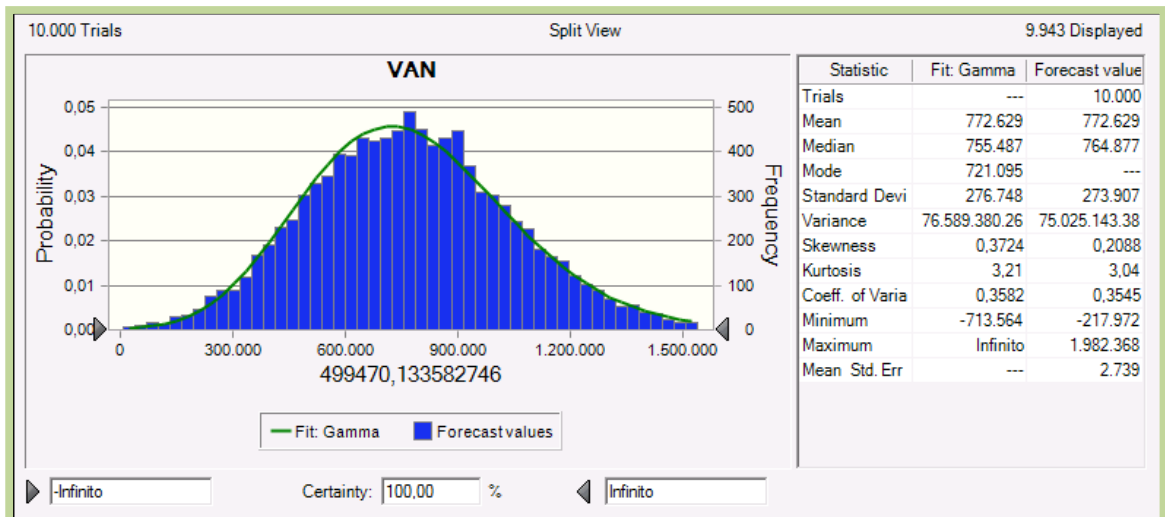 10.000 Trials Split View 9.943 Displayed
VAN
Probability
0,05
0,04
0,03
0,02
0,01
0,00
500
400
300
200
100
0
Frequency
0 300.000 600.000 900.000 1.200.000 1.500.000
499470,133582746
Fit: Gamma Forecast values
Statistic Fit: Gamma Forecast value
Trials --- 10.000
Mean 772.629 772.629
Median 755.487 764.877
Mode 721.095 ---
Standard Devi 276.748 273.907
Variance 76.589.380.26 75.025.143.38
Skewness 0,3724 0,2088
Kurtosis 3,21 3,04
Coeff. of Varia 0,3582 0,3545
Minimum -713.564 -217.972
Maximum Infinito 1.982.368
Mean Std. Err --- 2.739
-Infinito Certainty: 100,00 % Infinito